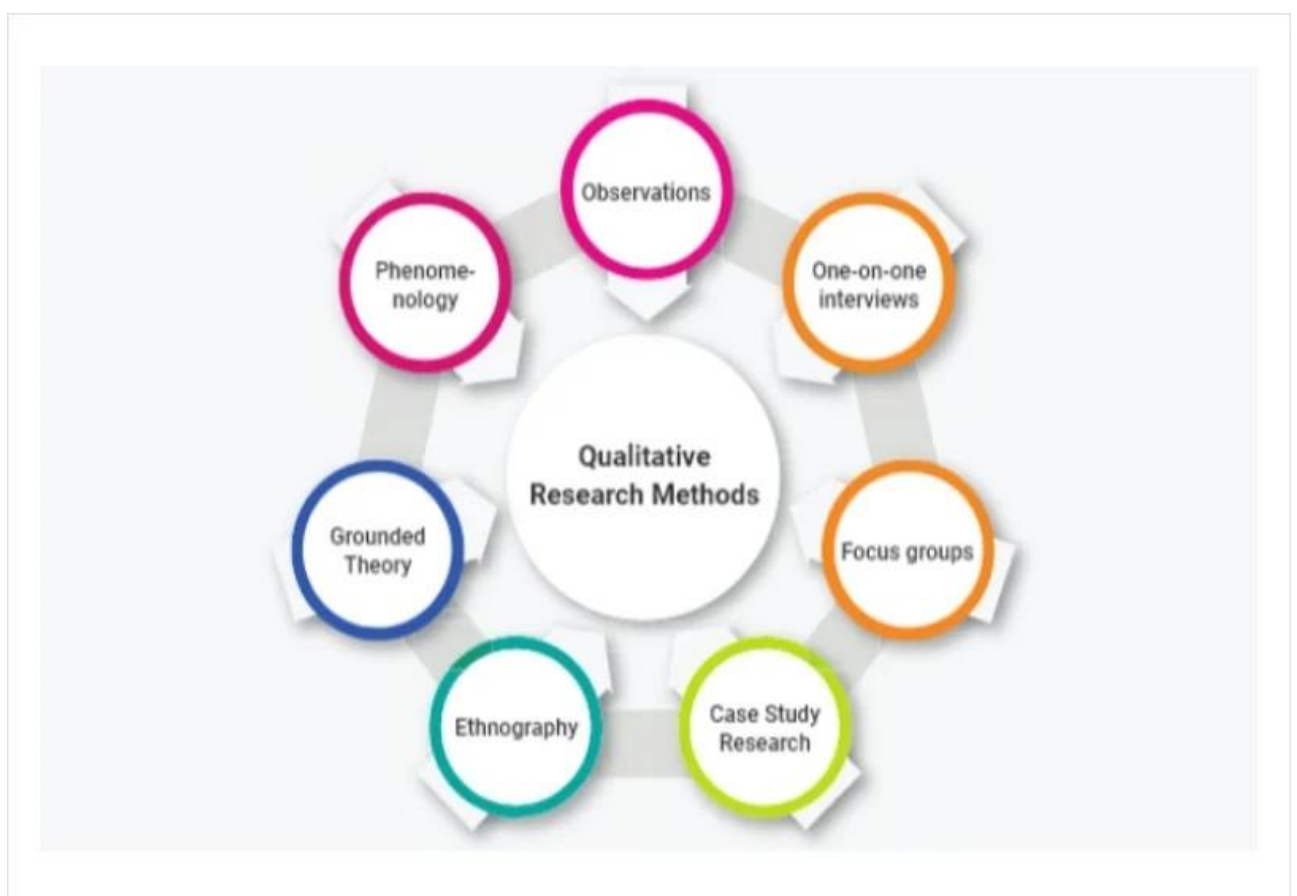 Observations
One-on-one
interviews
Focus groups
Case Study
Research
Ethnography
Grounded
Theory
Phenome-
nology
Qualitative
Research Methods